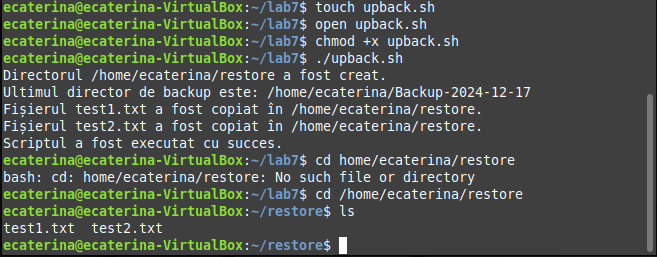 ecaterina@ecaterina-VirtualBox:~/lab7$ touch upback.sh
ecaterina@ecaterina-VirtualBox:~/lab7$ open upback.sh
ecaterina@ecaterina-VirtualBox:~/lab7$ chmod +x upback.sh
ecaterina@ecaterina-VirtualBox:~/lab7$ ./upback.sh
Directorul /home/ecaterina/restore a fost creat.
Ultimul director de backup este: /home/ecaterina/Backup-2024-12-17
Fișierul test1.txt a fost copiat în /home/ecaterina/restore.
Fișierul test2.txt a fost copiat în /home/ecaterina/restore.
Scriptul a fost executat cu succes.
ecaterina@ecaterina-VirtualBox:~/lab7$ cd home/ecaterina/restore
bash: cd: home/ecaterina/restore: No such file or directory
ecaterina@ecaterina-VirtualBox:~/lab7$ cd /home/ecaterina/restore
ecaterina@ecaterina-VirtualBox:~/restore$ ls
test1.txt  test2.txt
ecaterina@ecaterina-VirtualBox:~/restore$